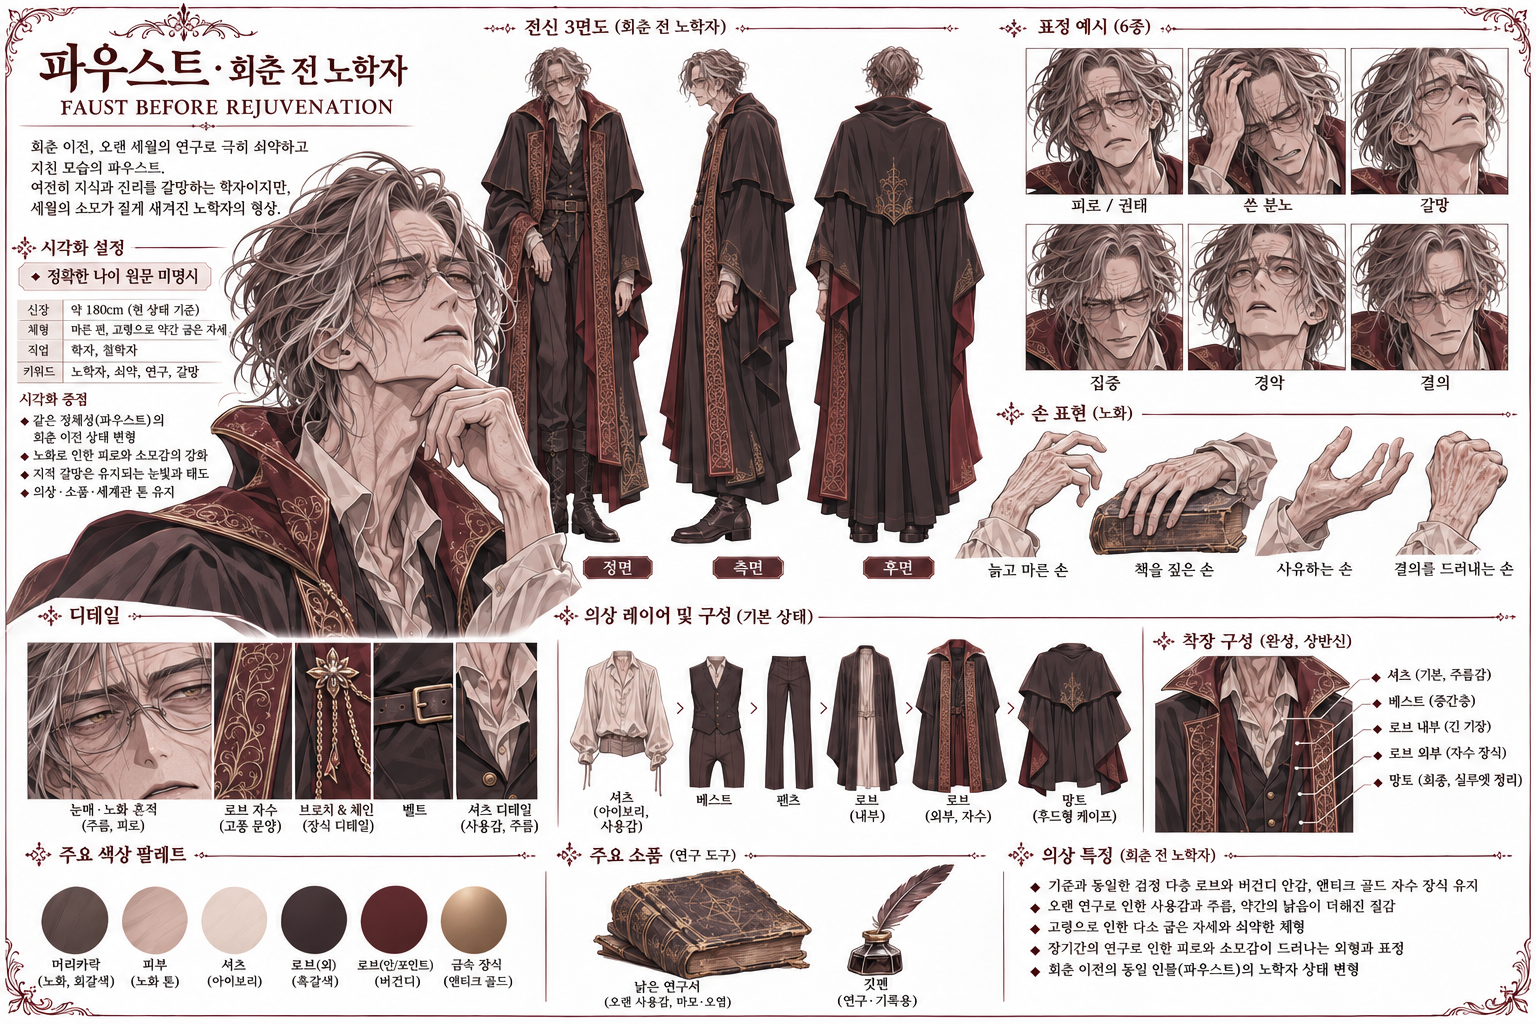 파우스트 · 회춘 전 노학자
FAUST BEFORE REJUVENATION
회춘 이전, 오랜 세월의 연구로 극히 쇠약하고
지친 모습의 파우스트.
여전히 지식과 진리를 갈망하는 학자이지만,
세월의 소모가 짙게 새겨진 노학자의 형상.
시각화 설정
◆ 정확한 나이 원문 미명시
신장 약 180cm (현 상태 기준)
체형 마른 편, 고령으로 약간 굽은 자세.
직업 학자, 철학자
키워드 노학자, 쇠약, 연구, 갈망
시각화 중점
◆ 같은 정체성(파우스트)의
회춘 이전 상태 변형
◆ 노화로 인한 피로와 소모감의 강화
◆ 지적 갈망은 유지되는 눈빛과 태도
◆ 의상·소품·세계관 톤 유지
전신 3면도 (회춘 전 노학자)
정면
측면
후면
표정 예시 (6종)
피로 / 권태
쓴 분노
갈망
집중
경악
결의
손 표현 (노화)
늙고 마른 손
책을 짚은 손
사유하는 손
결의를 드러내는 손
디테일
눈매·노화 흔적
(주름, 피로)
로브 자수
(고풍 문양)
브로치 & 체인
(장식 디테일)
벨트
셔츠 디테일
(사용감, 주름)
의상 레이어 및 구성 (기본 상태)
셔츠
(아이보리,
사용감)
베스트
팬츠
로브
(내부)
로브
(외부, 자수)
망토
(후드형 케이프)
착장 구성 (완성, 상반신)
◆ 셔츠 (기본, 주름감)
◆ 베스트 (중간층)
◆ 로브 내부 (긴 기장)
◆ 로브 외부 (자수 장식)
◆ 망토 (최종, 실루엣 정리)
주요 색상 팔레트
머리카락
(노화, 회갈색)
피부
(노화 톤)
셔츠
(아이보리)
로브(외)
(흑갈색)
로브(안/포인트)
(버건디)
금속 장식
(앤티크 골드)
주요 소품 (연구 도구)
낡은 연구서
(오랜 사용감, 마모·오염)
깃펜
(연구·기록용)
의상 특징 (회춘 전 노학자)
◆ 기준과 동일한 검정 다층 로브와 버건디 안감, 앤티크 골드 자수 장식 유지
◆ 오랜 연구로 인한 사용감과 주름, 약간의 낡음이 더해진 질감
◆ 고령으로 인한 다소 굽은 자세와 쇠약한 체형
◆ 장기간의 연구로 인한 피로와 소모감이 드러나는 외형과 표정
◆ 회춘 이전의 동일 인물(파우스트)의 노학자 상태 변형